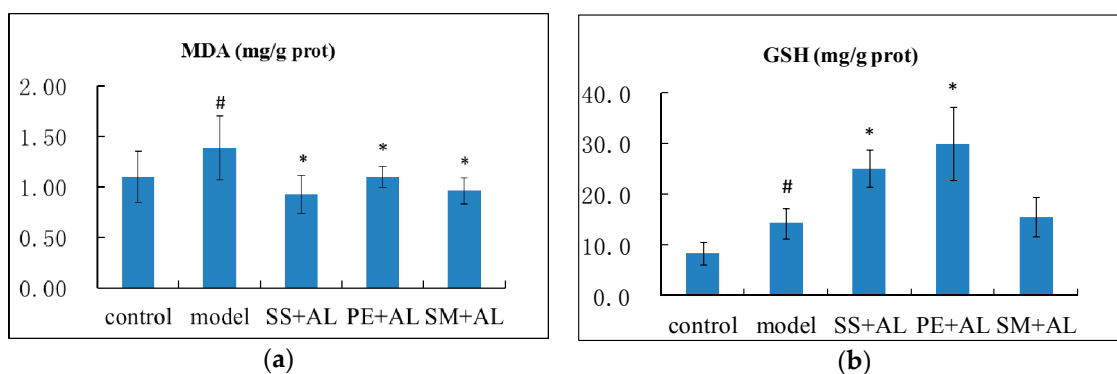 MDA (mg/g prot)
2.00
1.50
1.00
0.50
0.00
#
*
*
*
control model SS+AL PE+AL SM+AL
(a)
GSH (mg/g prot)
40.0
30.0
20.0
10.0
0.0
#
*
*
control model SS+AL PE+AL SM+AL
(b)